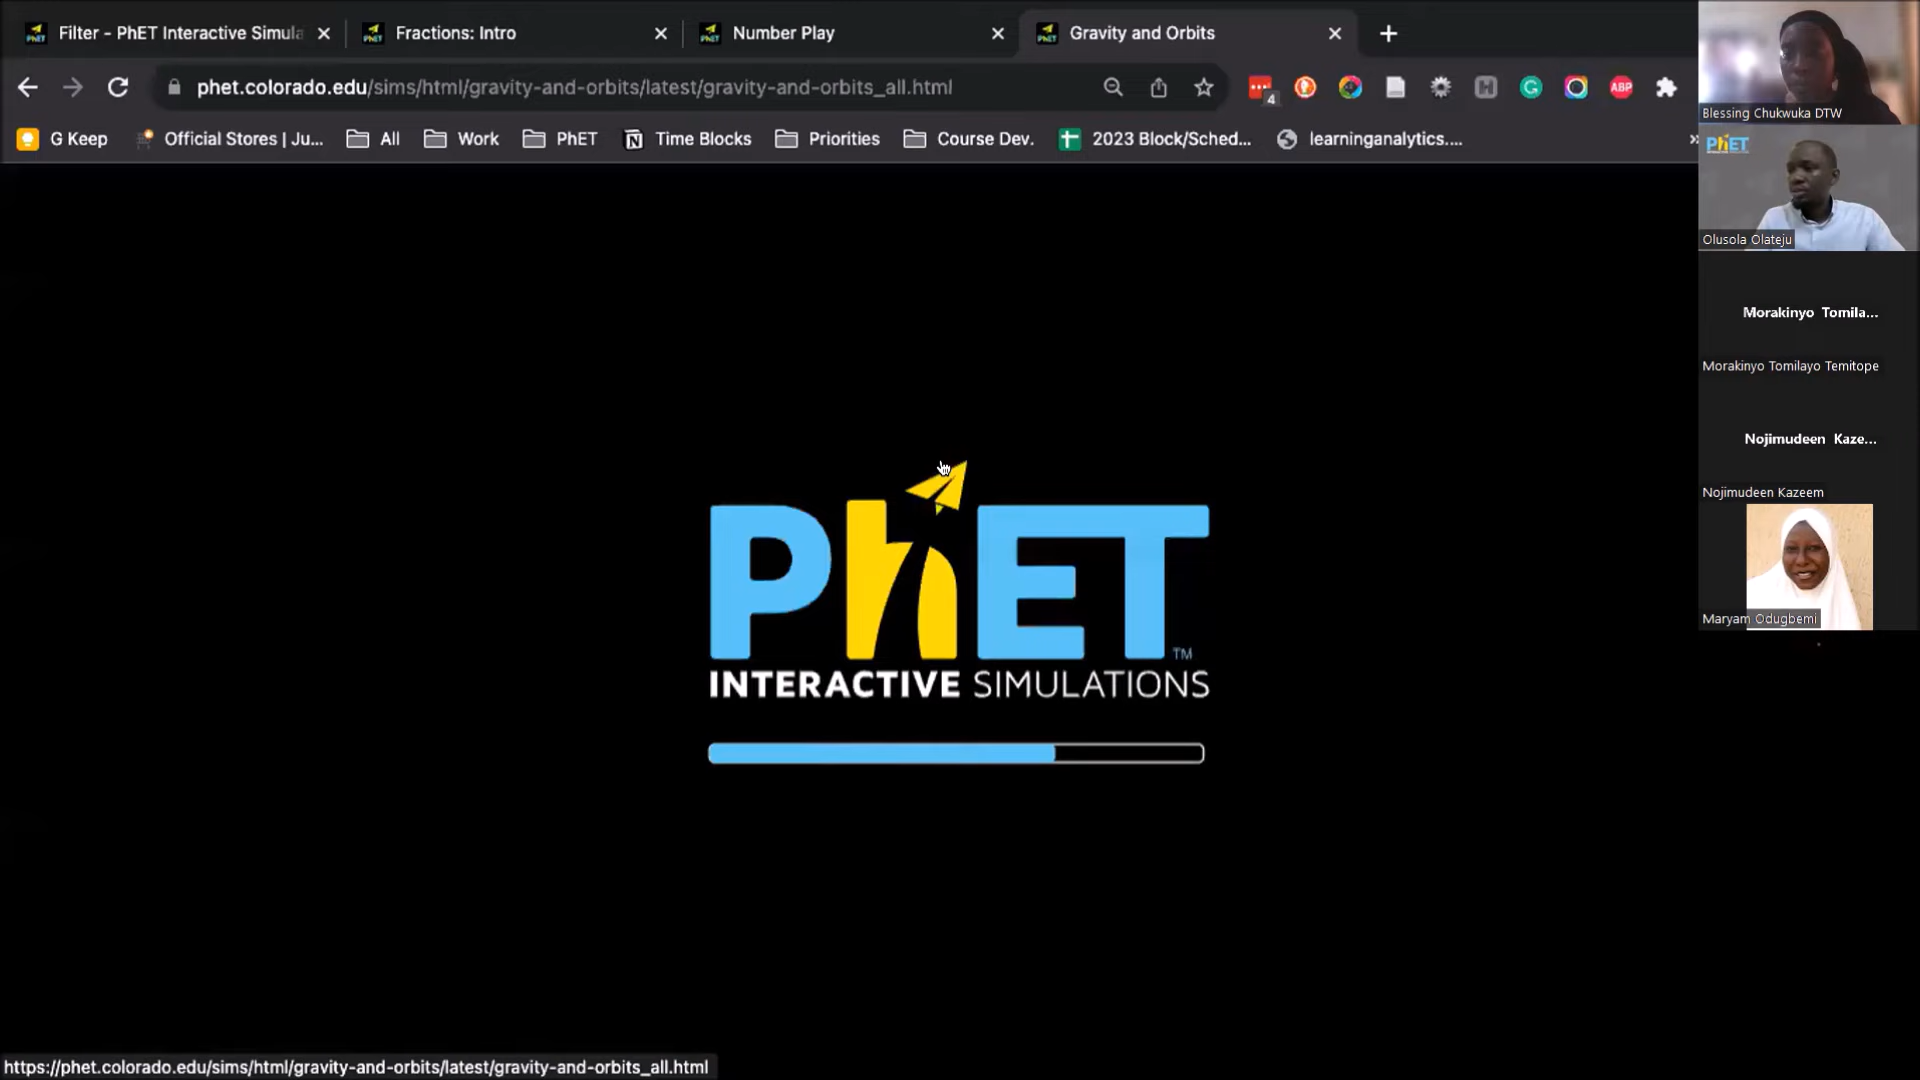 Filter - PhET Interactive Simula
Fractions: Intro
Number Play
Gravity and Orbits
phet.colorado.edu/sims/html/gravity-and-orbits/latest/gravity-and-orbits_all.html
4
ABP
G Keep
Official Stores | Ju...
All
Work
PhET
Time Blocks
Priorities
Course Dev.
2023 Block/Sched...
learninganalytics....
»
Blessing Chukwuka DTW
PhET
Olusola Olateju
Morakinyo Tomila...
Morakinyo Tomilayo Temitope
Nojimudeen Kaze...
Nojimudeen Kazeem
Maryam Odugbemi
PhET™
INTERACTIVE SIMULATIONS
https://phet.colorado.edu/sims/html/gravity-and-orbits/latest/gravity-and-orbits_all.html